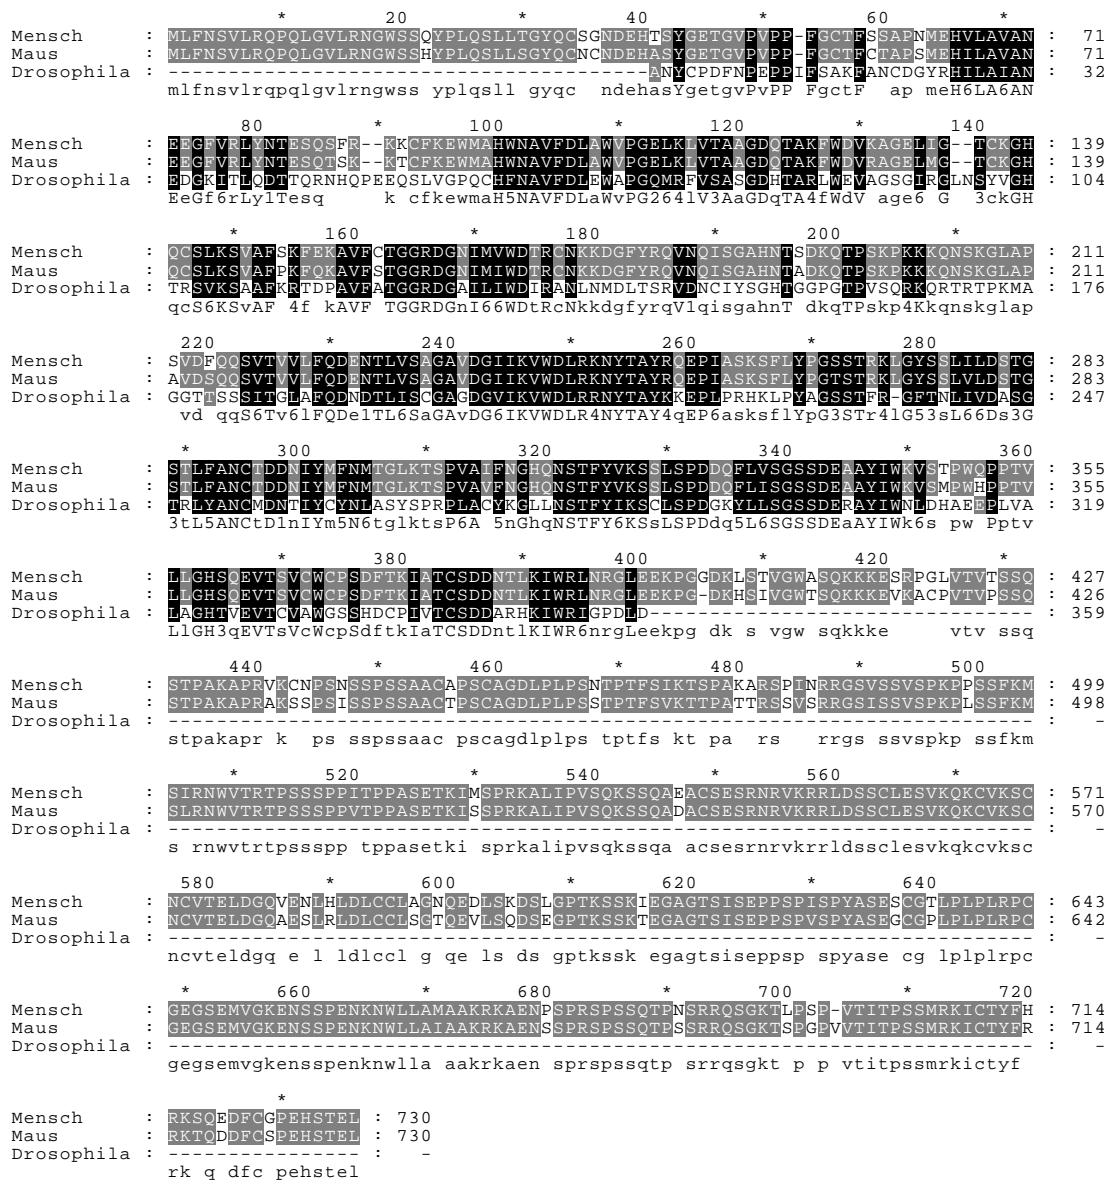 * 20 * 40 * 60 *
Mensch : MLFNSVLRQPQLGVLRNGWSSQYPLQSLLTGYQCSGNDEHTSYGETGVPVPP-FGCTFSSAPNMEHVLAVAN : 71
Maus : MLFNSVLRQPQLGVLRNGWSSHYPLQSLLSGYQCNCNDEHASYGETGVPVPP-FGCTFCTAPSMEHILAVAN : 71
Drosophila : ----------------------------------------ANYCPDFNPEPPIFSAKFANCDGYRHILAIAN : 32
mlfnsvlrqpqlgvlrngwss yplqsll gyqc  ndehasYgetgvPvPP FgctF  ap meH6LA6AN
80 * 100 * 120 * 140
Mensch : EEGFVRLYNTESQSFR--KKCFKEWMAHWNAVFDLAWVPGELKLVTAAGDQTAKFWDVKAGELIG--TCKGH : 139
Maus : EEGFVRLYNTESQTSK--KTCFKEWMAHWNAVFDLAWVPGELKLVTAAGDQTAKFWDVRAGELMG--TCKGH : 139
Drosophila : EDGKITLQDTTQRNHQPEEQSLVGPQCHFNAVFDLEWAPGQMRFVSASGDHTARLWEVAGSGIRGLNSYVGH : 104
EeGf6rLylTesq    k cfkewmaH5NAVFDLaWvPG264lV3AaGDqTA4fWdV age6 G  3ckGH
* 160 * 180 * 200 *
Mensch : QCSLKSVAFSKFEKAVFCTGGRDGNIMVWDTRCNKKDGFYRQVNQISGAHNTSDKQTPSKPKKKQNSKGLAP : 211
Maus : QCSLKSVAFPKFQKAVFSTGGRDGNIMIWDTRCNKKDGFYRQVNQISGAHNTADKQTPSKPKKKQNSKGLAP : 211
Drosophila : TRSVKSAAFKRTDPAVFATGGRDGAILIWDIRANLNMDLTSRVDNCIYSGHTGGPGTPVSQRKQRTRTPKMA : 176
qcS6KSvAF 4f kAVF TGGRDGnI66WDtRcNkkdgfyrqVlqisgahnT dkqTPskp4Kkqnskglap
220 * 240 * 260 * 280
Mensch : SVDFQQSVTVVLFQDENTLVSAGAVDGIIKVWDLRKNYTAYRQEPIASKSFLYPGSSTRKLGYSSLILDSTG : 283
Maus : AVDSQQSVTVVLFQDENTLVSAGAVDGIIKVWDLRKNYTAYRQEPIASKSFLYPGTSTRKLGYSSLVLDSTG : 283
Drosophila : GGTTSSSITGLAFQDNDTLISCGAGDGVIKVWDLRRNYTAYKKEPLPRHKLPYAGSSTFR-GFTNLIVDASG : 247
vd qqS6Tv6lFQDe1TL6SaGAvDG6IKVWDLR4NYTAY4qEP6asksflYpG3STr4lG53sL66Ds3G
* 300 * 320 * 340 * 360
Mensch : STLFANCTDDNIYMFNMTGLKTSPVAIFNGHQNSTFYVKSSLSPDDQFLVSGSSDEAAYIWKVSTPWQPPTV : 355
Maus : STLFANCTDDNIYMFNMTGLKTSPVAVFNGHQNSTFYVKSSLSPDDQFLISGSSDEAAYIWKVSMPWHPPTV : 355
Drosophila : TRLYANCMDNTIYCYNLASYSPRPLACYKGLLNSTFYIKSCLSPDGKYLLSGSSDERAYIWNLDHAEEPLVA : 319
3tL5ANCtDlnIYm5N6tglktsP6A 5nGhqNSTFY6KSsLSPDdq5L6SGSSDEaAYIWk6s pw Pptv
* 380 * 400 * 420 *
Mensch : LLGHSQEVTSVCWCPSDFTKIATCSDDNTLKIWRLNRGLEEKPGGDKLSTVGWASQKKKESRPGLVTVTSSQ : 427
Maus : LLGHSQEVTSVCWCPSDFTKIATCSDDNTLKIWRLNRGLEEKPG-DKHSIVGWTSQKKKEVKACPVTVPSSQ : 426
Drosophila : LAGHTVEVTCVAWGSSHDCPIVTCSDDARHKIWRIGPDLD-------------------------------- : 359
LlGH3qEVTsVcWcpSdftkIaTCSDDntlKIWR6nrgLeekpg dk s vgw sqkkke     vtv ssq
440 * 460 * 480 * 500
Mensch : STPAKAPRVKCNPSNSSPSSAACAPSCAGDLPLPSNTPTFSIKTSPAKARSPINRRGSVSSVSPKPPSSFKM : 499
Maus : STPAKAPRAKSSPSISSPSSAACTPSCAGDLPLPSSTPTFSVKTTPATTRSSVSRRGSISSVSPKPLSSFKM : 498
Drosophila : ------------------------------------------------------------------------ : -
stpakapr k  ps sspssaac pscagdlplps tptfs kt pa  rs   rrgs ssvspkp ssfkm
* 520 * 540 * 560 *
Mensch : SIRNWVTRTPSSSPPITPPASETKIMSPRKALIPVSQKSSQAEACSESRNRVKRRLDSSCLESVKQKCVKSC : 571
Maus : SLRNWVTRTPSSSPPVTPPASETKISSPRKALIPVSQKSSQADACSESRNRVKRRLDSSCLESVKQKCVKSC : 570
Drosophila : ------------------------------------------------------------------------ : -
s rnwvtrtpssspp tppasetki sprkalipvsqkssqa acsesrnrvkrrldssclesvkqkcvksc
580 * 600 * 620 * 640
Mensch : NCVTELDGQVENLHLDLCCLAGNQEDLSKDSLGPTKSSKIEGAGTSISEPPSPISPYASESCGTLPLPLRPC : 643
Maus : NCVTELDGQAESLRLDLCCLSGTQEVLSQDSEGPTKSSKTEGAGTSISEPPSPVSPYASEGCGPLPLPLRPC : 642
Drosophila : ------------------------------------------------------------------------ : -
ncvteldgq e l ldlccl g qe ls ds gptkssk egagtsiseppsp spyase cg lplplrpc
* 660 * 680 * 700 * 720
Mensch : GEGSEMVGKENSSPENKNWLLAMAAKRKAENPSPRSPSSQTPNSRRQSGKTLPSP-VTITPSSMRKICTYFH : 714
Maus : GEGSEMVGKENSSPENKNWLLAIAAKRKAENSSPRSPSSQTPSSRRQSGKTSPGPVVTITPSSMRKICTYFR : 714
Drosophila : ------------------------------------------------------------------------ : -
gegsemvgkensspenknwlla aakrkaen sprspssqtp srrqsgkt p p vtitpssmrkictyf
*
Mensch : RKSQEDFCGPEHSTEL : 730
Maus : RKTQDDFCSPEHSTEL : 730
Drosophila : ---------------- : -
rk q dfc pehstel